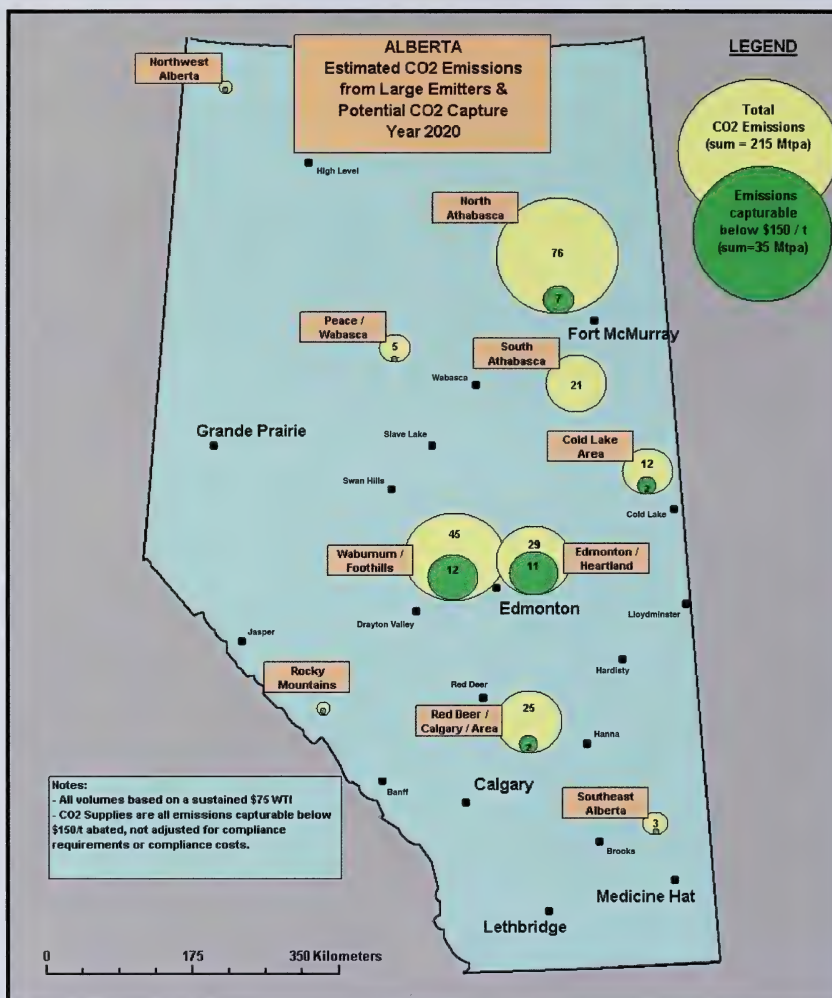 ALBERTA
Estimated CO2 Emissions
from Large Emitters &
Potential CO2 Capture
Year 2020
LEGEND
Total
CO2 Emissions
(sum = 215 Mtpa)
Emissions
capturable
below $150 / t
(sum=35 Mtpa)
Northwest
Alberta
High Level
North
Athabasca
76
7
Fort McMurray
Peace /
Wabasca
5
South
Athabasca
21
Wabasca
Grande Prairie
Slave Lake
Swan Hills
Cold Lake
Area
12
2
Cold Lake
Waburnum /
Foothills
45
12
29
11
Edmonton /
Heartland
Edmonton
Drayton Valley
Lloydminster
Jasper
Hardisty
Rocky
Mountains
Red Deer
Red Deer /
Calgary / Area
25
2
Hanna
Banff
Calgary
Southeast
Alberta
3
Brooks
Medicine Hat
Lethbridge
Notes:
- All volumes based on a sustained $75 WTI
- CO2 Supplies are all emissions capturable below
$150/t abated, not adjusted for compliance
requirements or compliance costs.
0 175 350 Kilometers